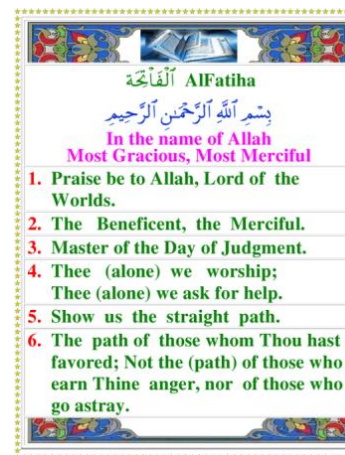 ٱلْفَاتِحَة AlFatiha
بِسْمِ ٱللَّهِ ٱلرَّحْمَٰنِ ٱلرَّحِيمِ
In the name of Allah
Most Gracious, Most Merciful
1. Praise be to Allah, Lord of the
Worlds.
2. The Beneficent, the Merciful.
3. Master of the Day of Judgment.
4. Thee (alone) we worship;
Thee (alone) we ask for help.
5. Show us the straight path.
6. The path of those whom Thou hast
favored; Not the (path) of those who
earn Thine anger, nor of those who
go astray.